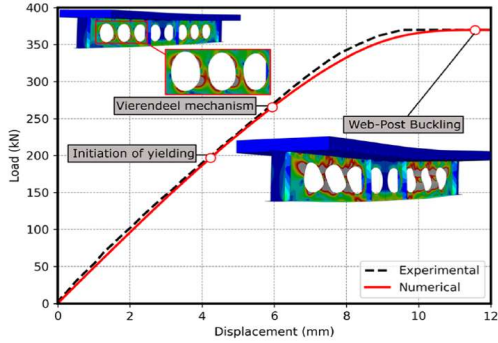 400
350
300
250
200
150
100
50
0
Load (kN)
Vierendeel mechanism
Web-Post Buckling
Initiation of yielding
Experimental
Numerical
0 2 4 6 8 10 12
Displacement (mm)